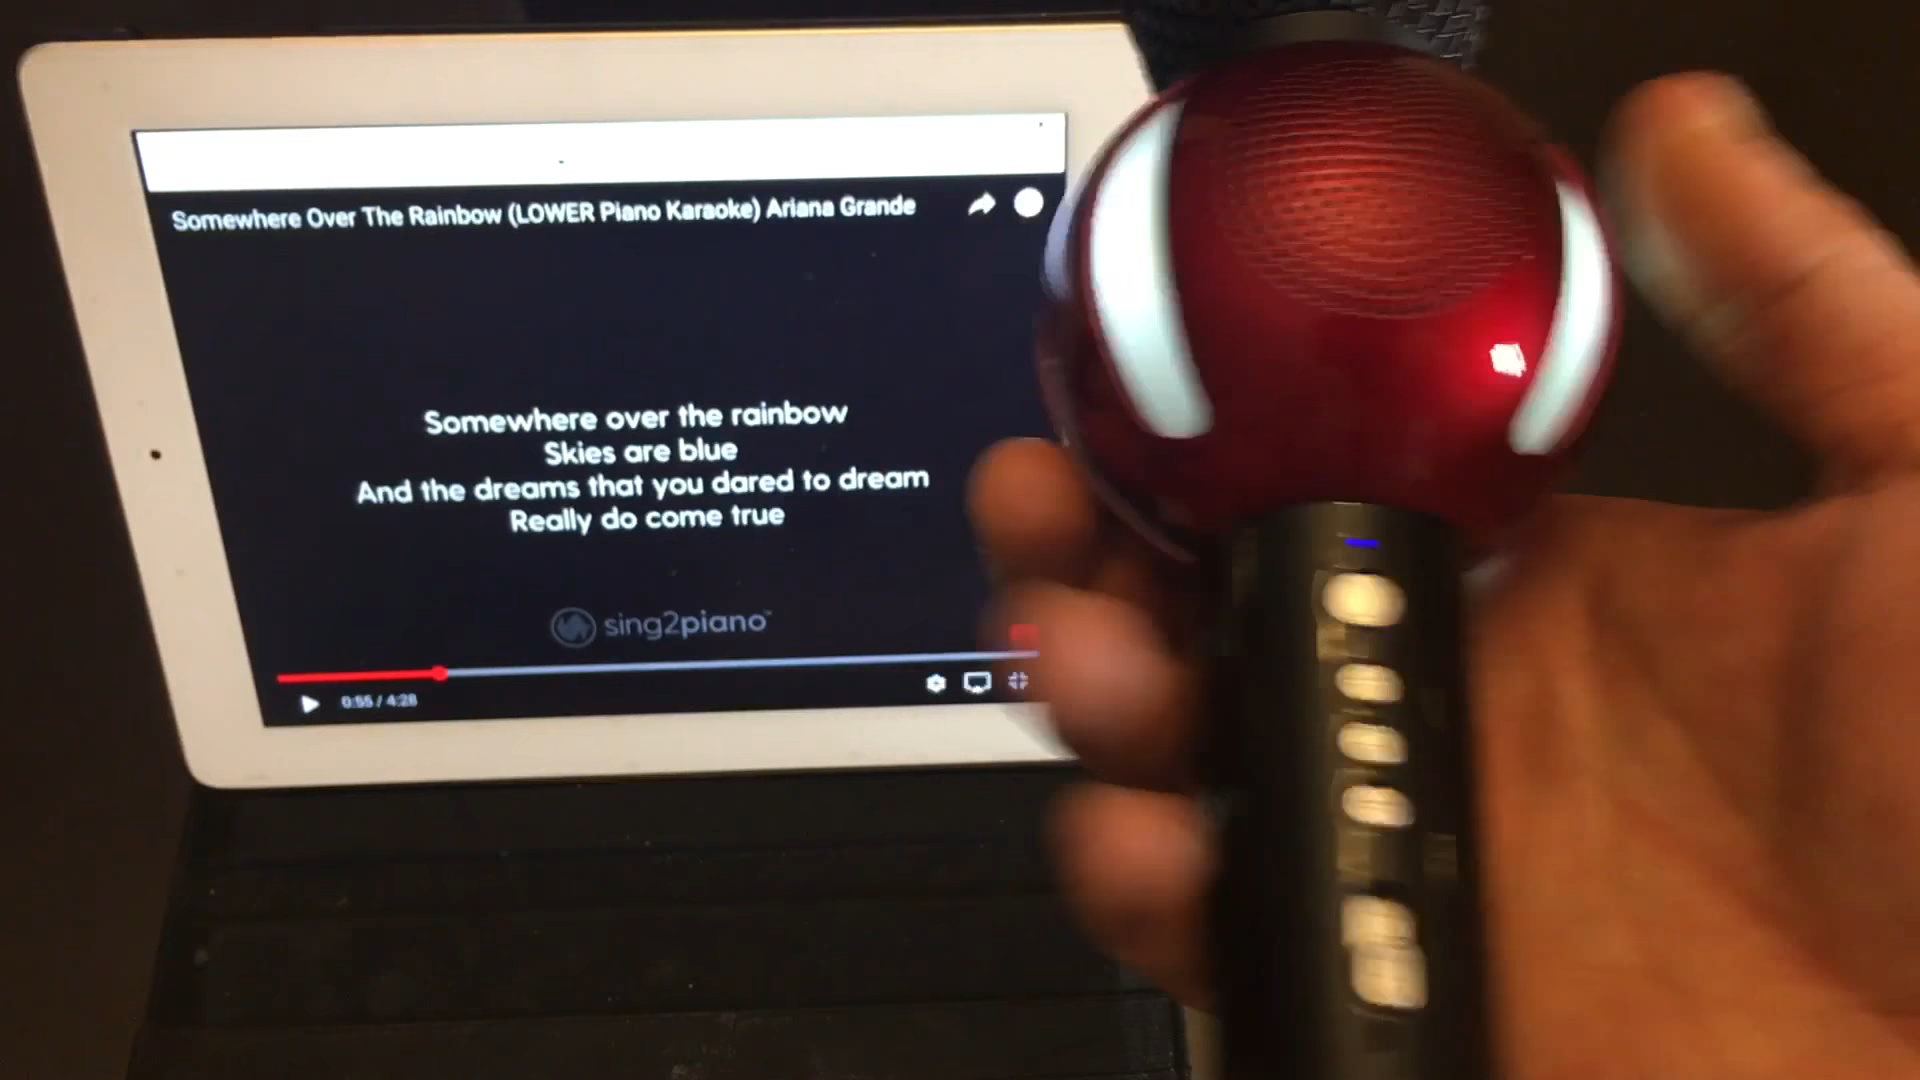 Somewhere Over The Rainbow (LOWER Piano Karaoke) Ariana Grande
Somewhere over the rainbow
Skies are blue
And the dreams that you dared to dream
Really do come true
sing2piano™
0:55 / 4:28